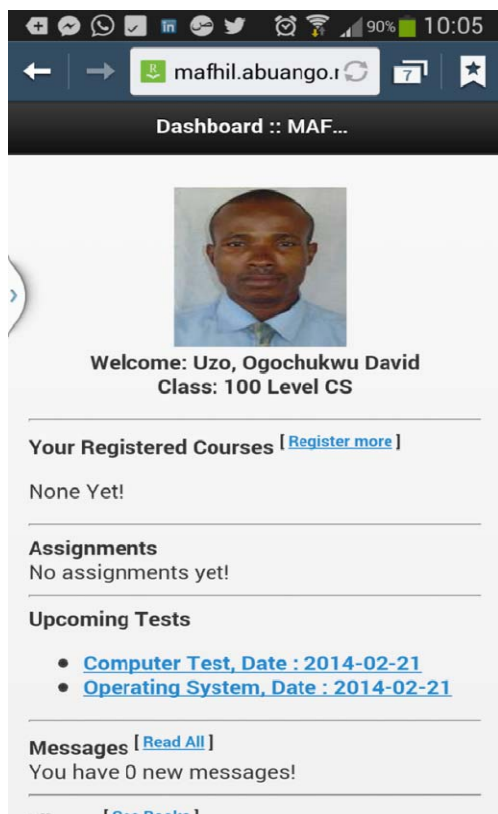 90% 10:05
mafhil.abuango.r
7
Dashboard :: MAF...
Welcome: Uzo, Ogochukwu David
Class: 100 Level CS
Your Registered Courses [ Register more ]
None Yet!
Assignments
No assignments yet!
Upcoming Tests
Computer Test, Date : 2014-02-21
Operating System, Date : 2014-02-21
Messages [ Read All ]
You have 0 new messages!